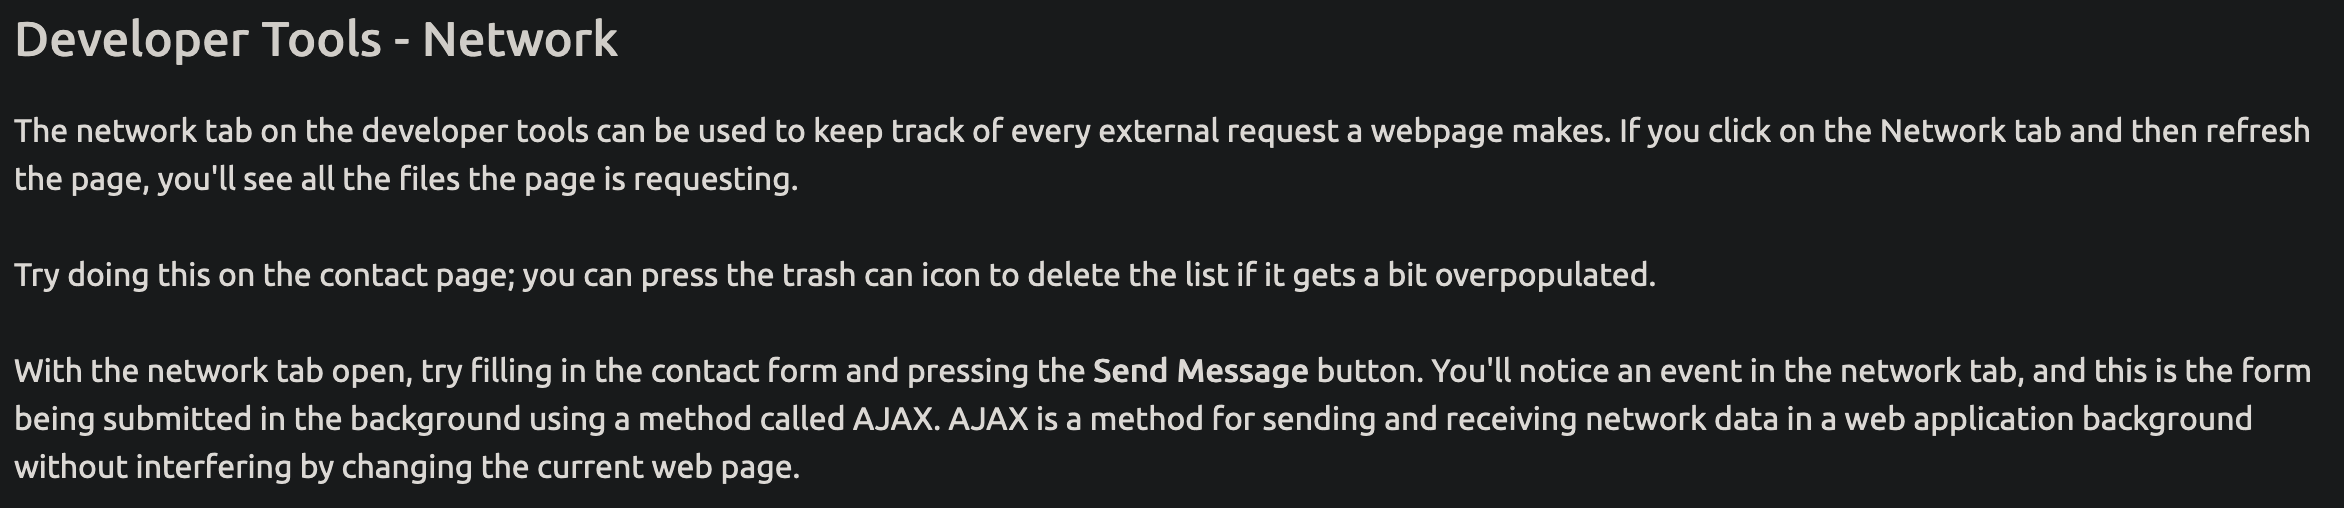 Developer Tools - Network
The network tab on the developer tools can be used to keep track of every external request a webpage makes. If you click on the Network tab and then refresh
the page, you'll see all the files the page is requesting.
Try doing this on the contact page; you can press the trash can icon to delete the list if it gets a bit overpopulated.
With the network tab open, try filling in the contact form and pressing the Send Message button. You'll notice an event in the network tab, and this is the form
being submitted in the background using a method called AJAX. AJAX is a method for sending and receiving network data in a web application background
without interfering by changing the current web page.